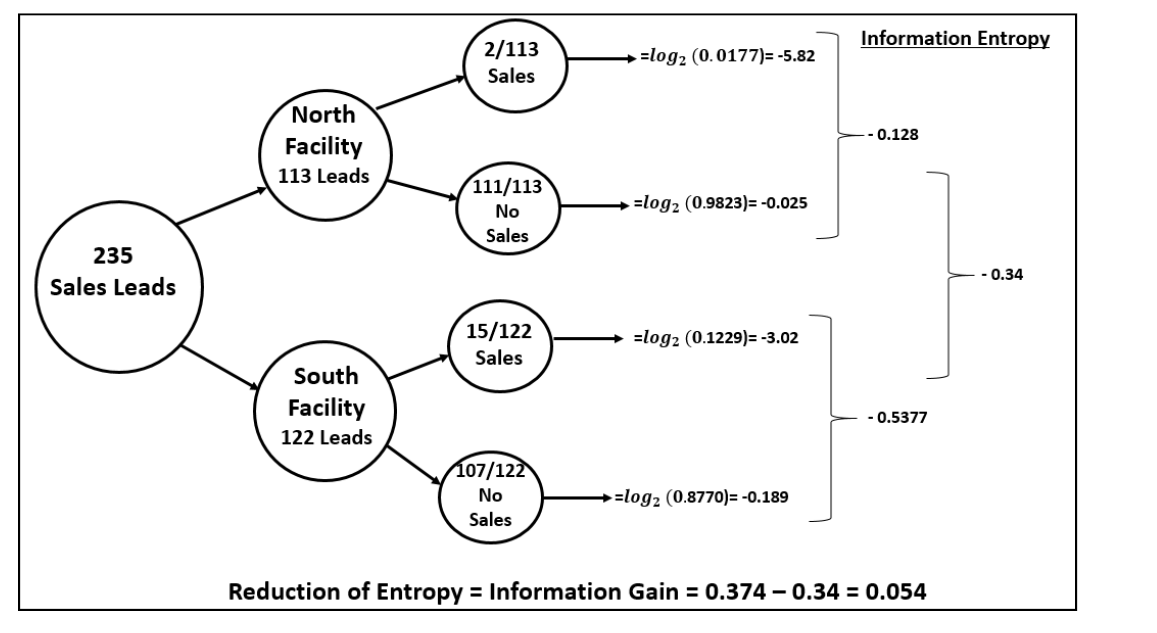 Information Entropy
2/113
Sales
=log₂ (0.0177)= -5.82
North
Facility
113 Leads
- 0.128
111/113
No
Sales
=log₂ (0.9823)= -0.025
235
Sales Leads
- 0.34
15/122
Sales
=log₂ (0.1229)= -3.02
South
Facility
122 Leads
- 0.5377
107/122
No
Sales
=log₂ (0.8770)= -0.189
Reduction of Entropy = Information Gain = 0.374 – 0.34 = 0.054